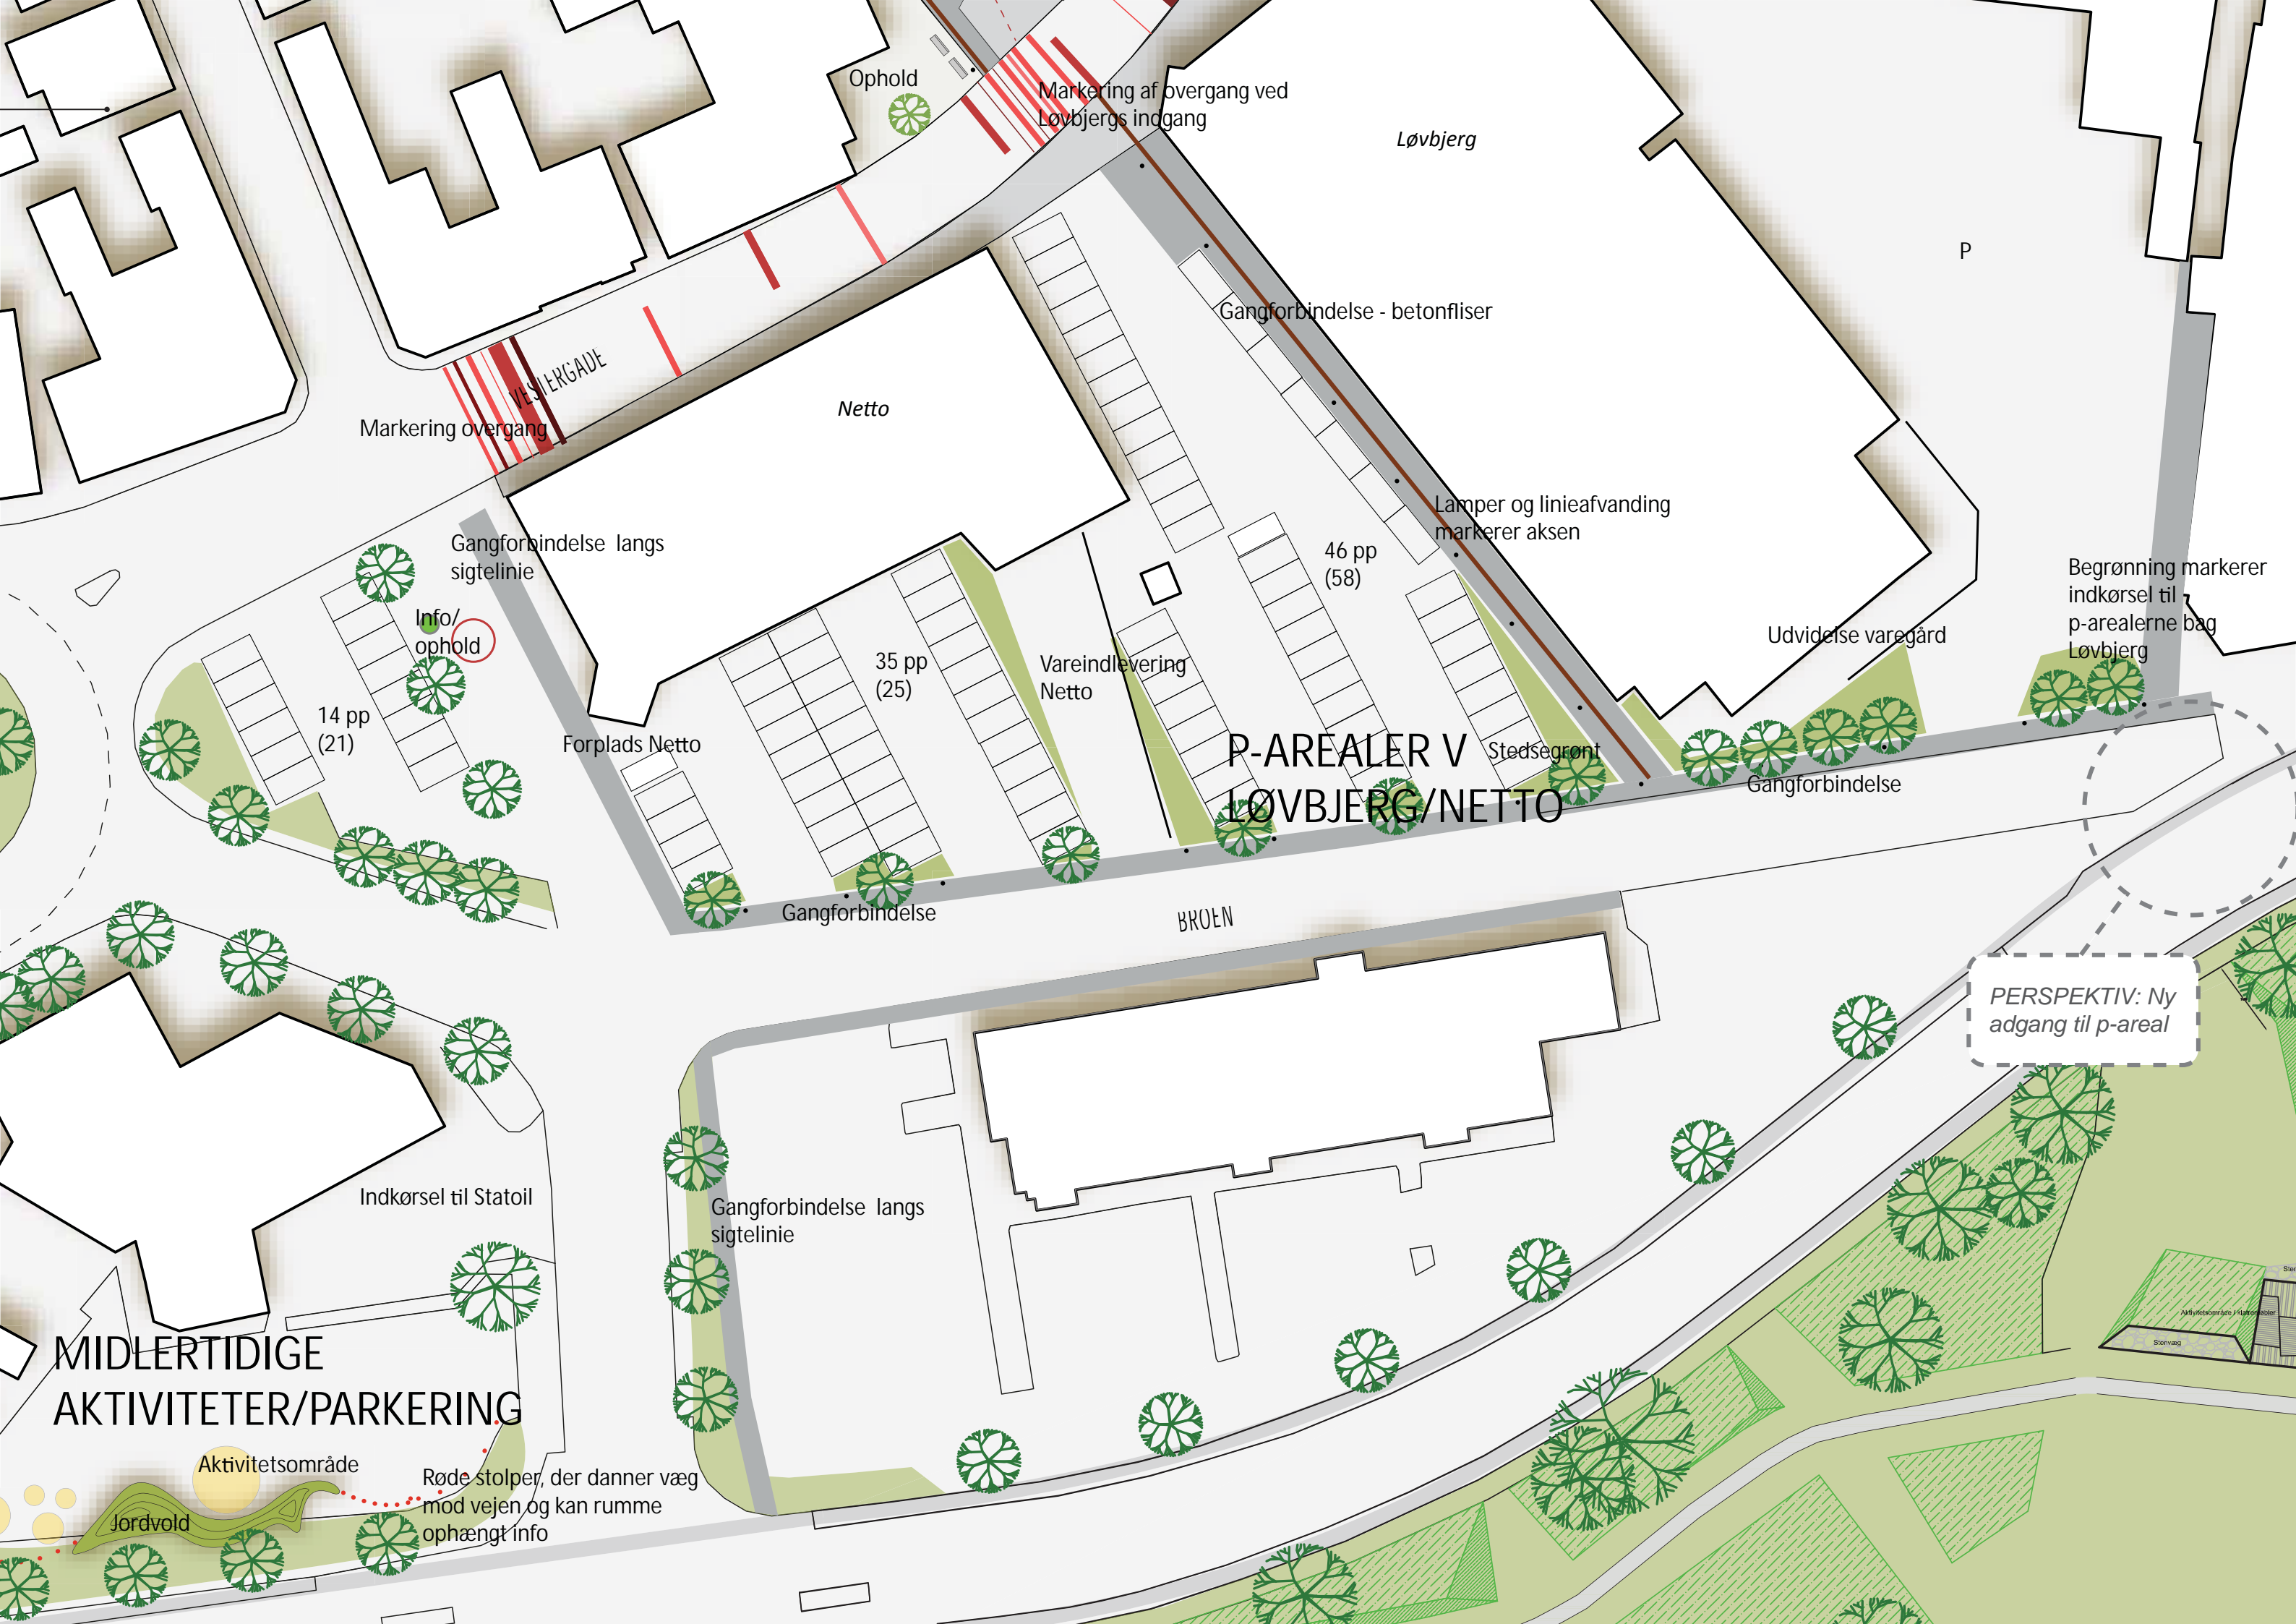 Ophold
Markering af overgang ved
Løvbjergs indgang
Løvbjerg
P
Gangforbindelse - betonfliser
VESTERGADE
Netto
Markering overgang
Lamper og linieafvanding
markerer aksen
Gangforbindelse langs
sigtelinie
46 pp
(58)
Begrønning markerer
indkørsel til
p-arealerne bag
Løvbjerg
Info/
ophold
Udvidelse varegård
35 pp
(25)
Vareindlevering
Netto
14 pp
(21)
Forplads Netto
P-AREALER V
LØVBJERG/NETTO
Stedsegrønt
Gangforbindelse
Gangforbindelse
BROEN
PERSPEKTIV: Ny
adgang til p-areal
Indkørsel til Statoil
Gangforbindelse langs
sigtelinie
Stenvæg
MIDLERTIDIGE
AKTIVITETER/PARKERING
Aktivitetsområde
Røde stolper, der danner væg
mod vejen og kan rumme
ophængt info
Jordvold